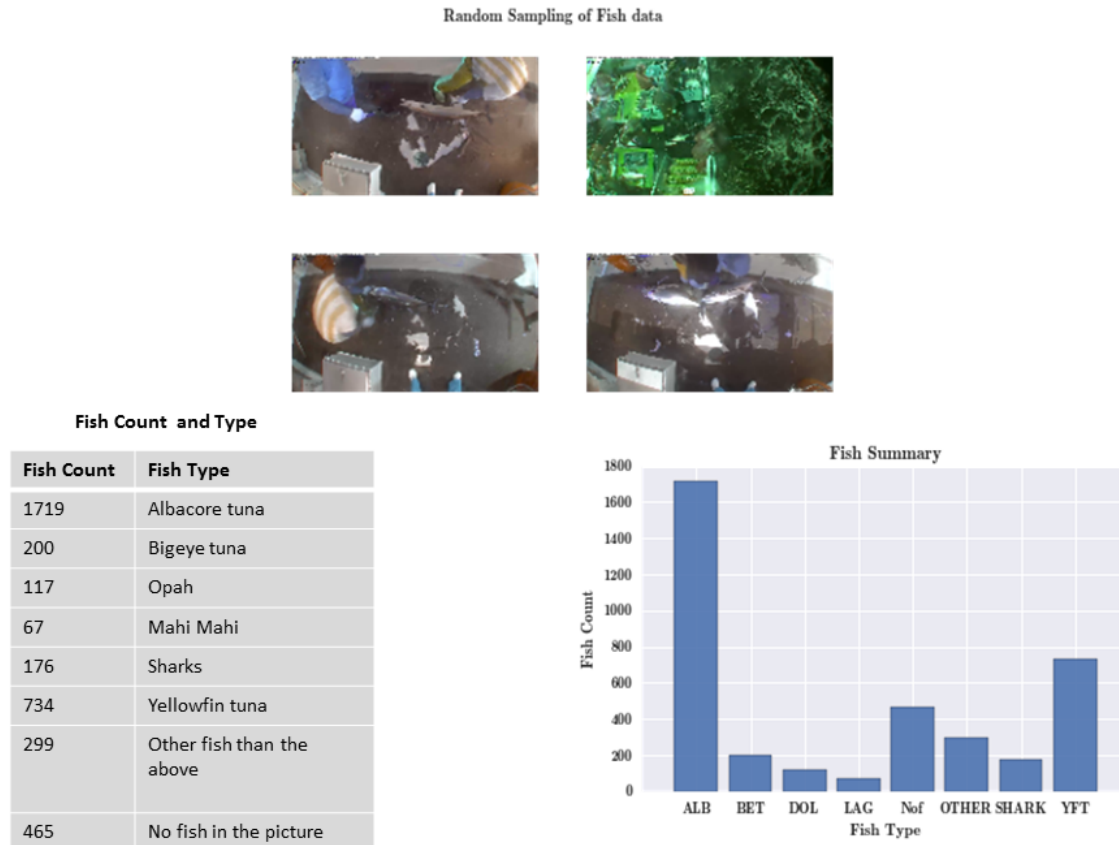 Random Sampling of Fish data
Fish Count and Type
Fish Count Fish Type
1719 Albacore tuna
200 Bigeye tuna
117 Opah
67 Mahi Mahi
176 Sharks
734 Yellowfin tuna
299 Other fish than the
above
465 No fish in the picture
Fish Summary
1800
1600
1400
1200
1000
800
600
400
200
0
Fish Count
ALB BET DOL LAG Nof OTHER SHARK YFT
Fish Type